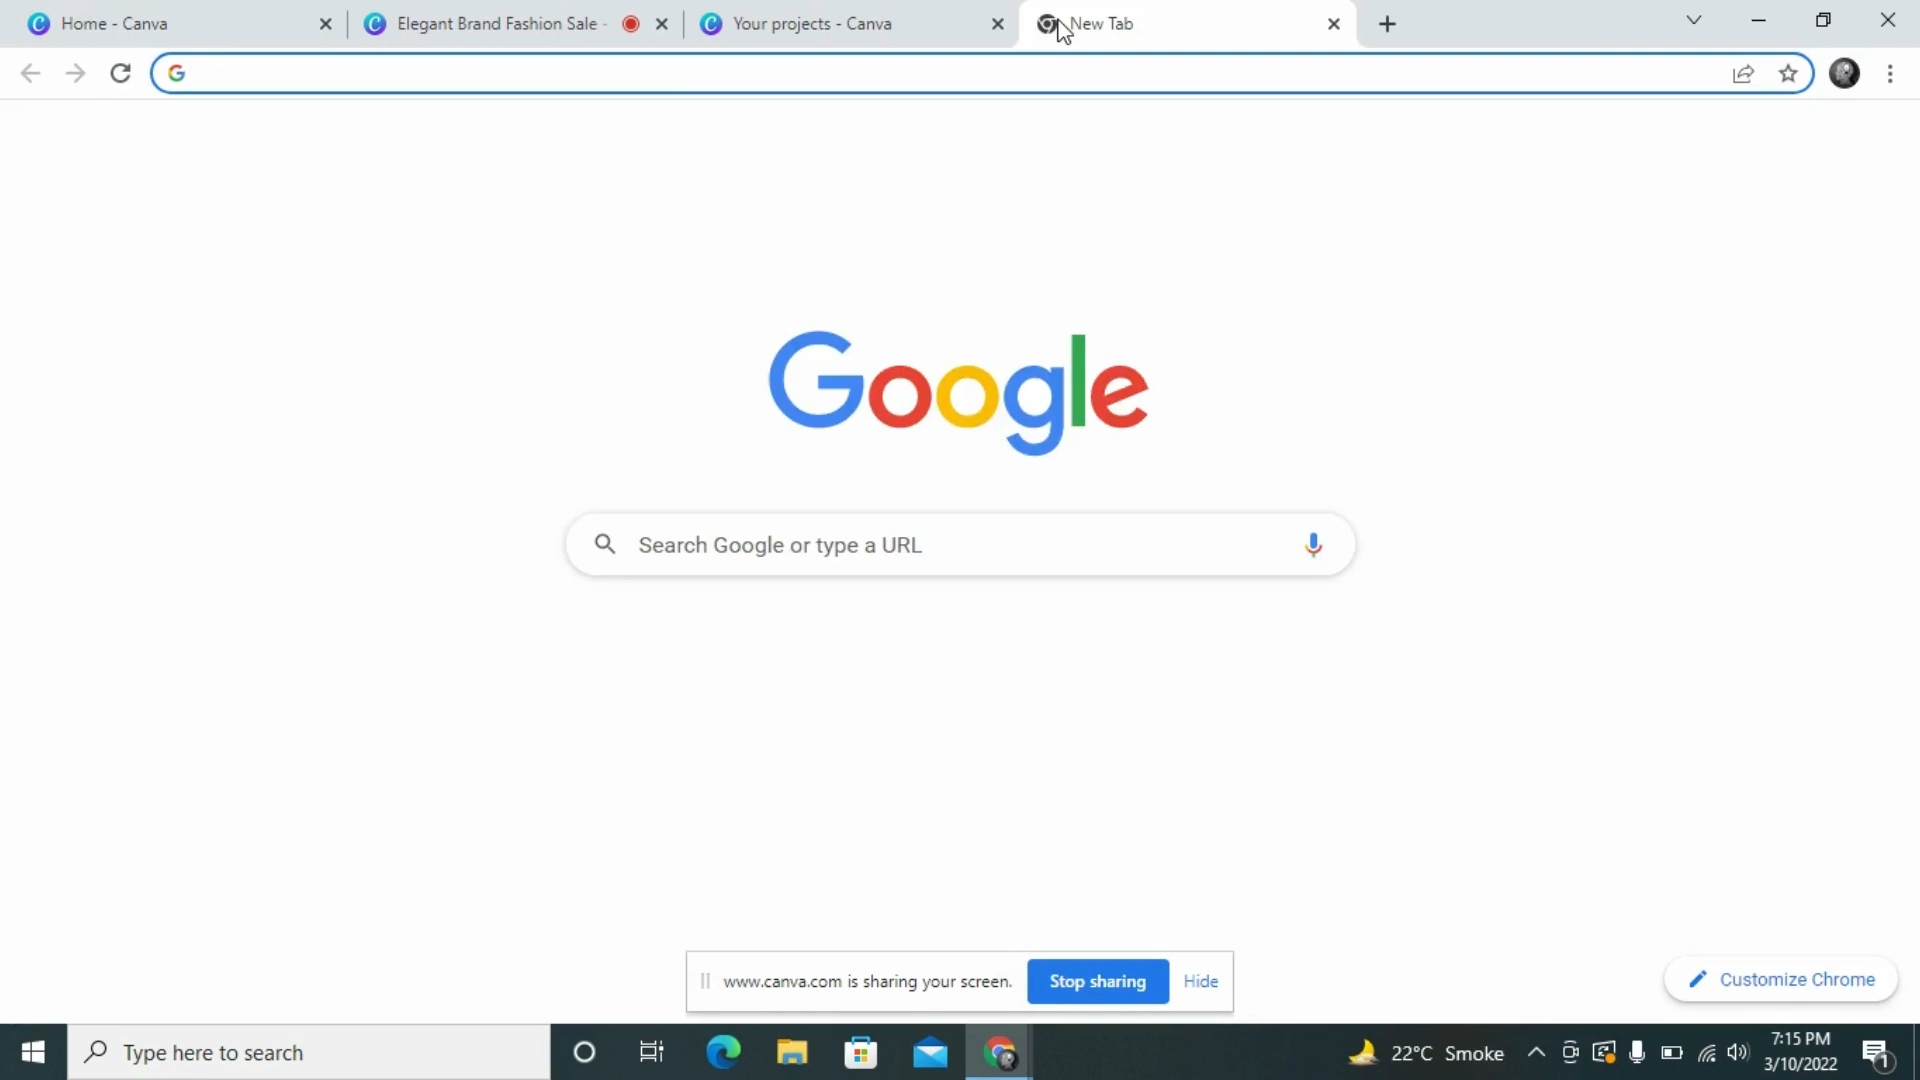 Home - Canva
Elegant Brand Fashion Sale -
Your projects - Canva
New Tab
Google
Search Google or type a URL
www.canva.com is sharing your screen.
Stop sharing
Hide
Customize Chrome
Type here to search
22°C Smoke
7:15 PM
3/10/2022
1